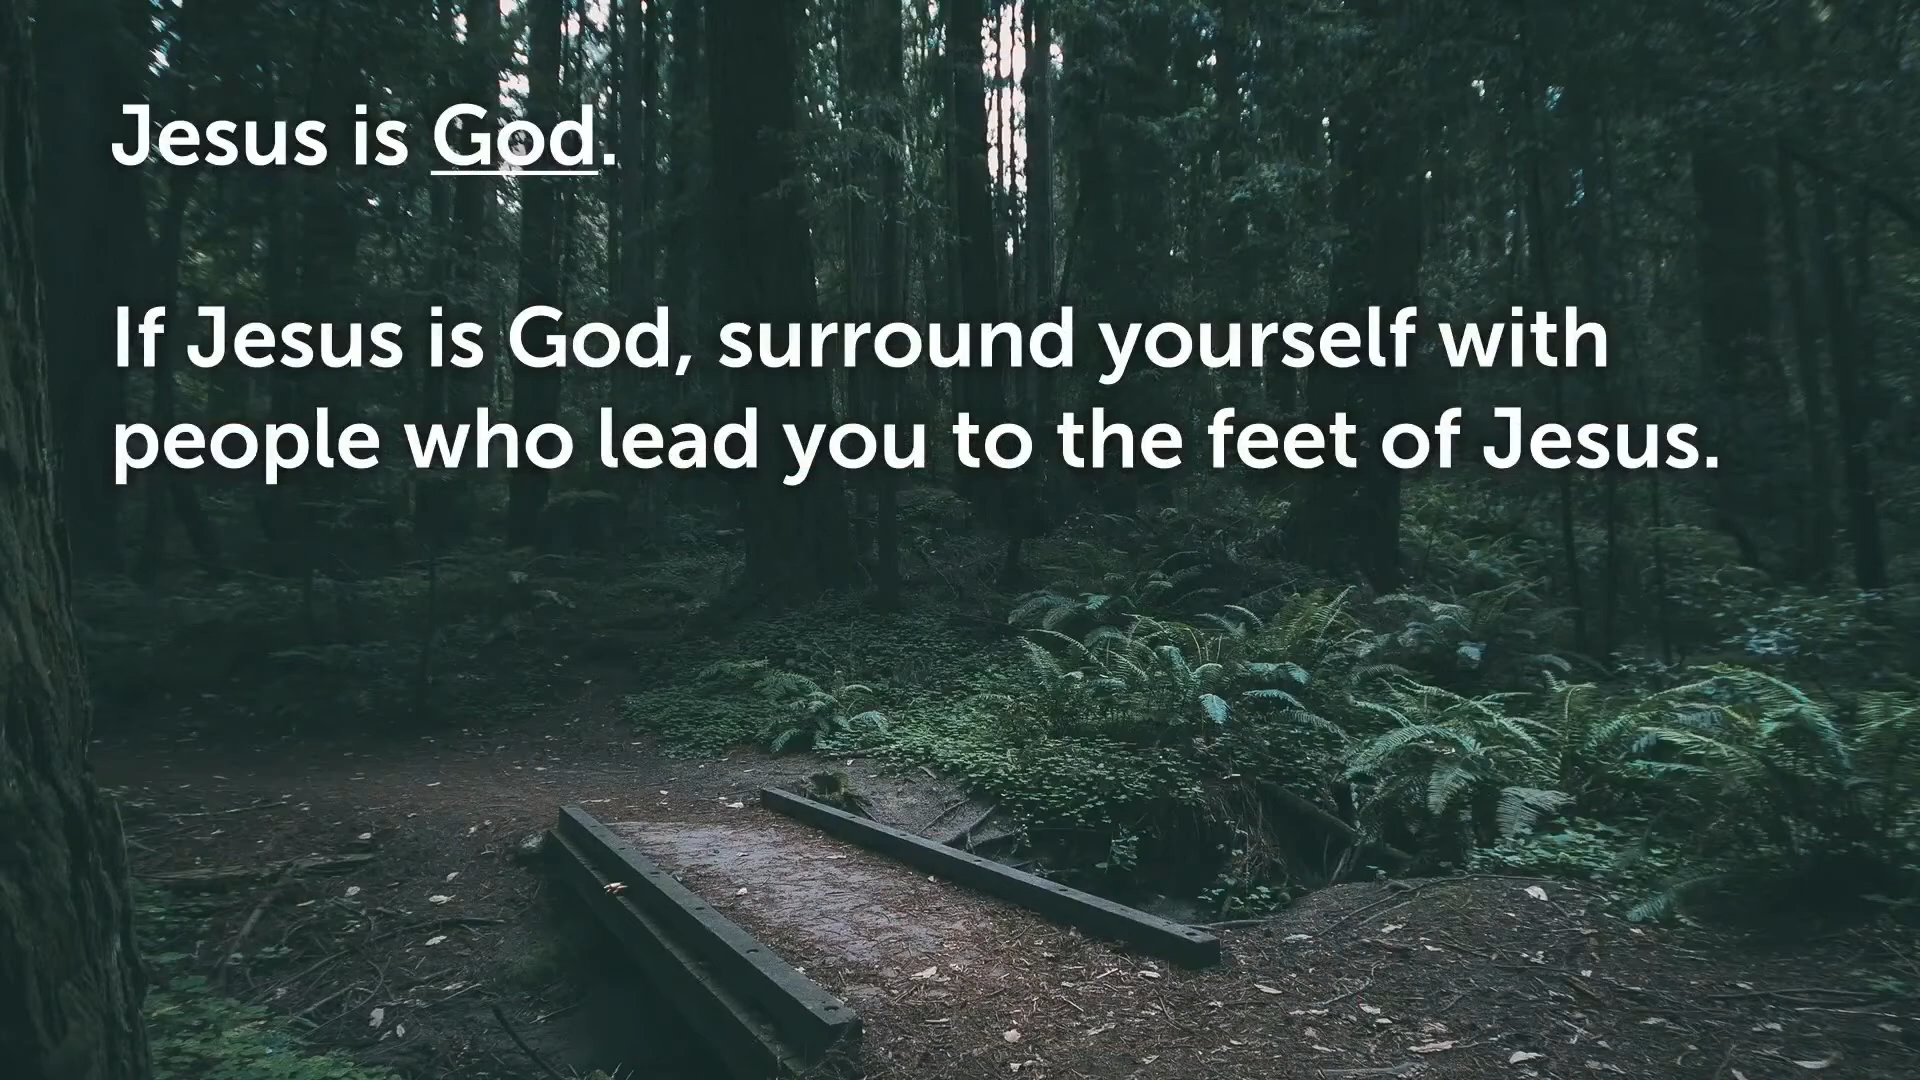 Jesus is God.
If Jesus is God, surround yourself with
people who lead you to the feet of Jesus.